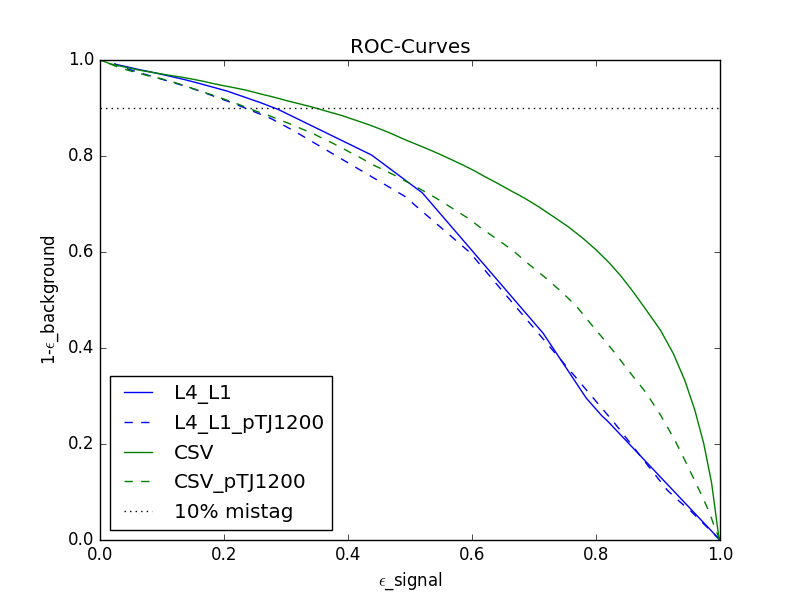 ROC-Curves
1.0
0.8
0.6
0.4
0.2
0.0
1-ϵ_background
L4_L1
L4_L1_pTJ1200
CSV
CSV_pTJ1200
10% mistag
0.0 0.2 0.4 0.6 0.8 1.0
ϵ_signal